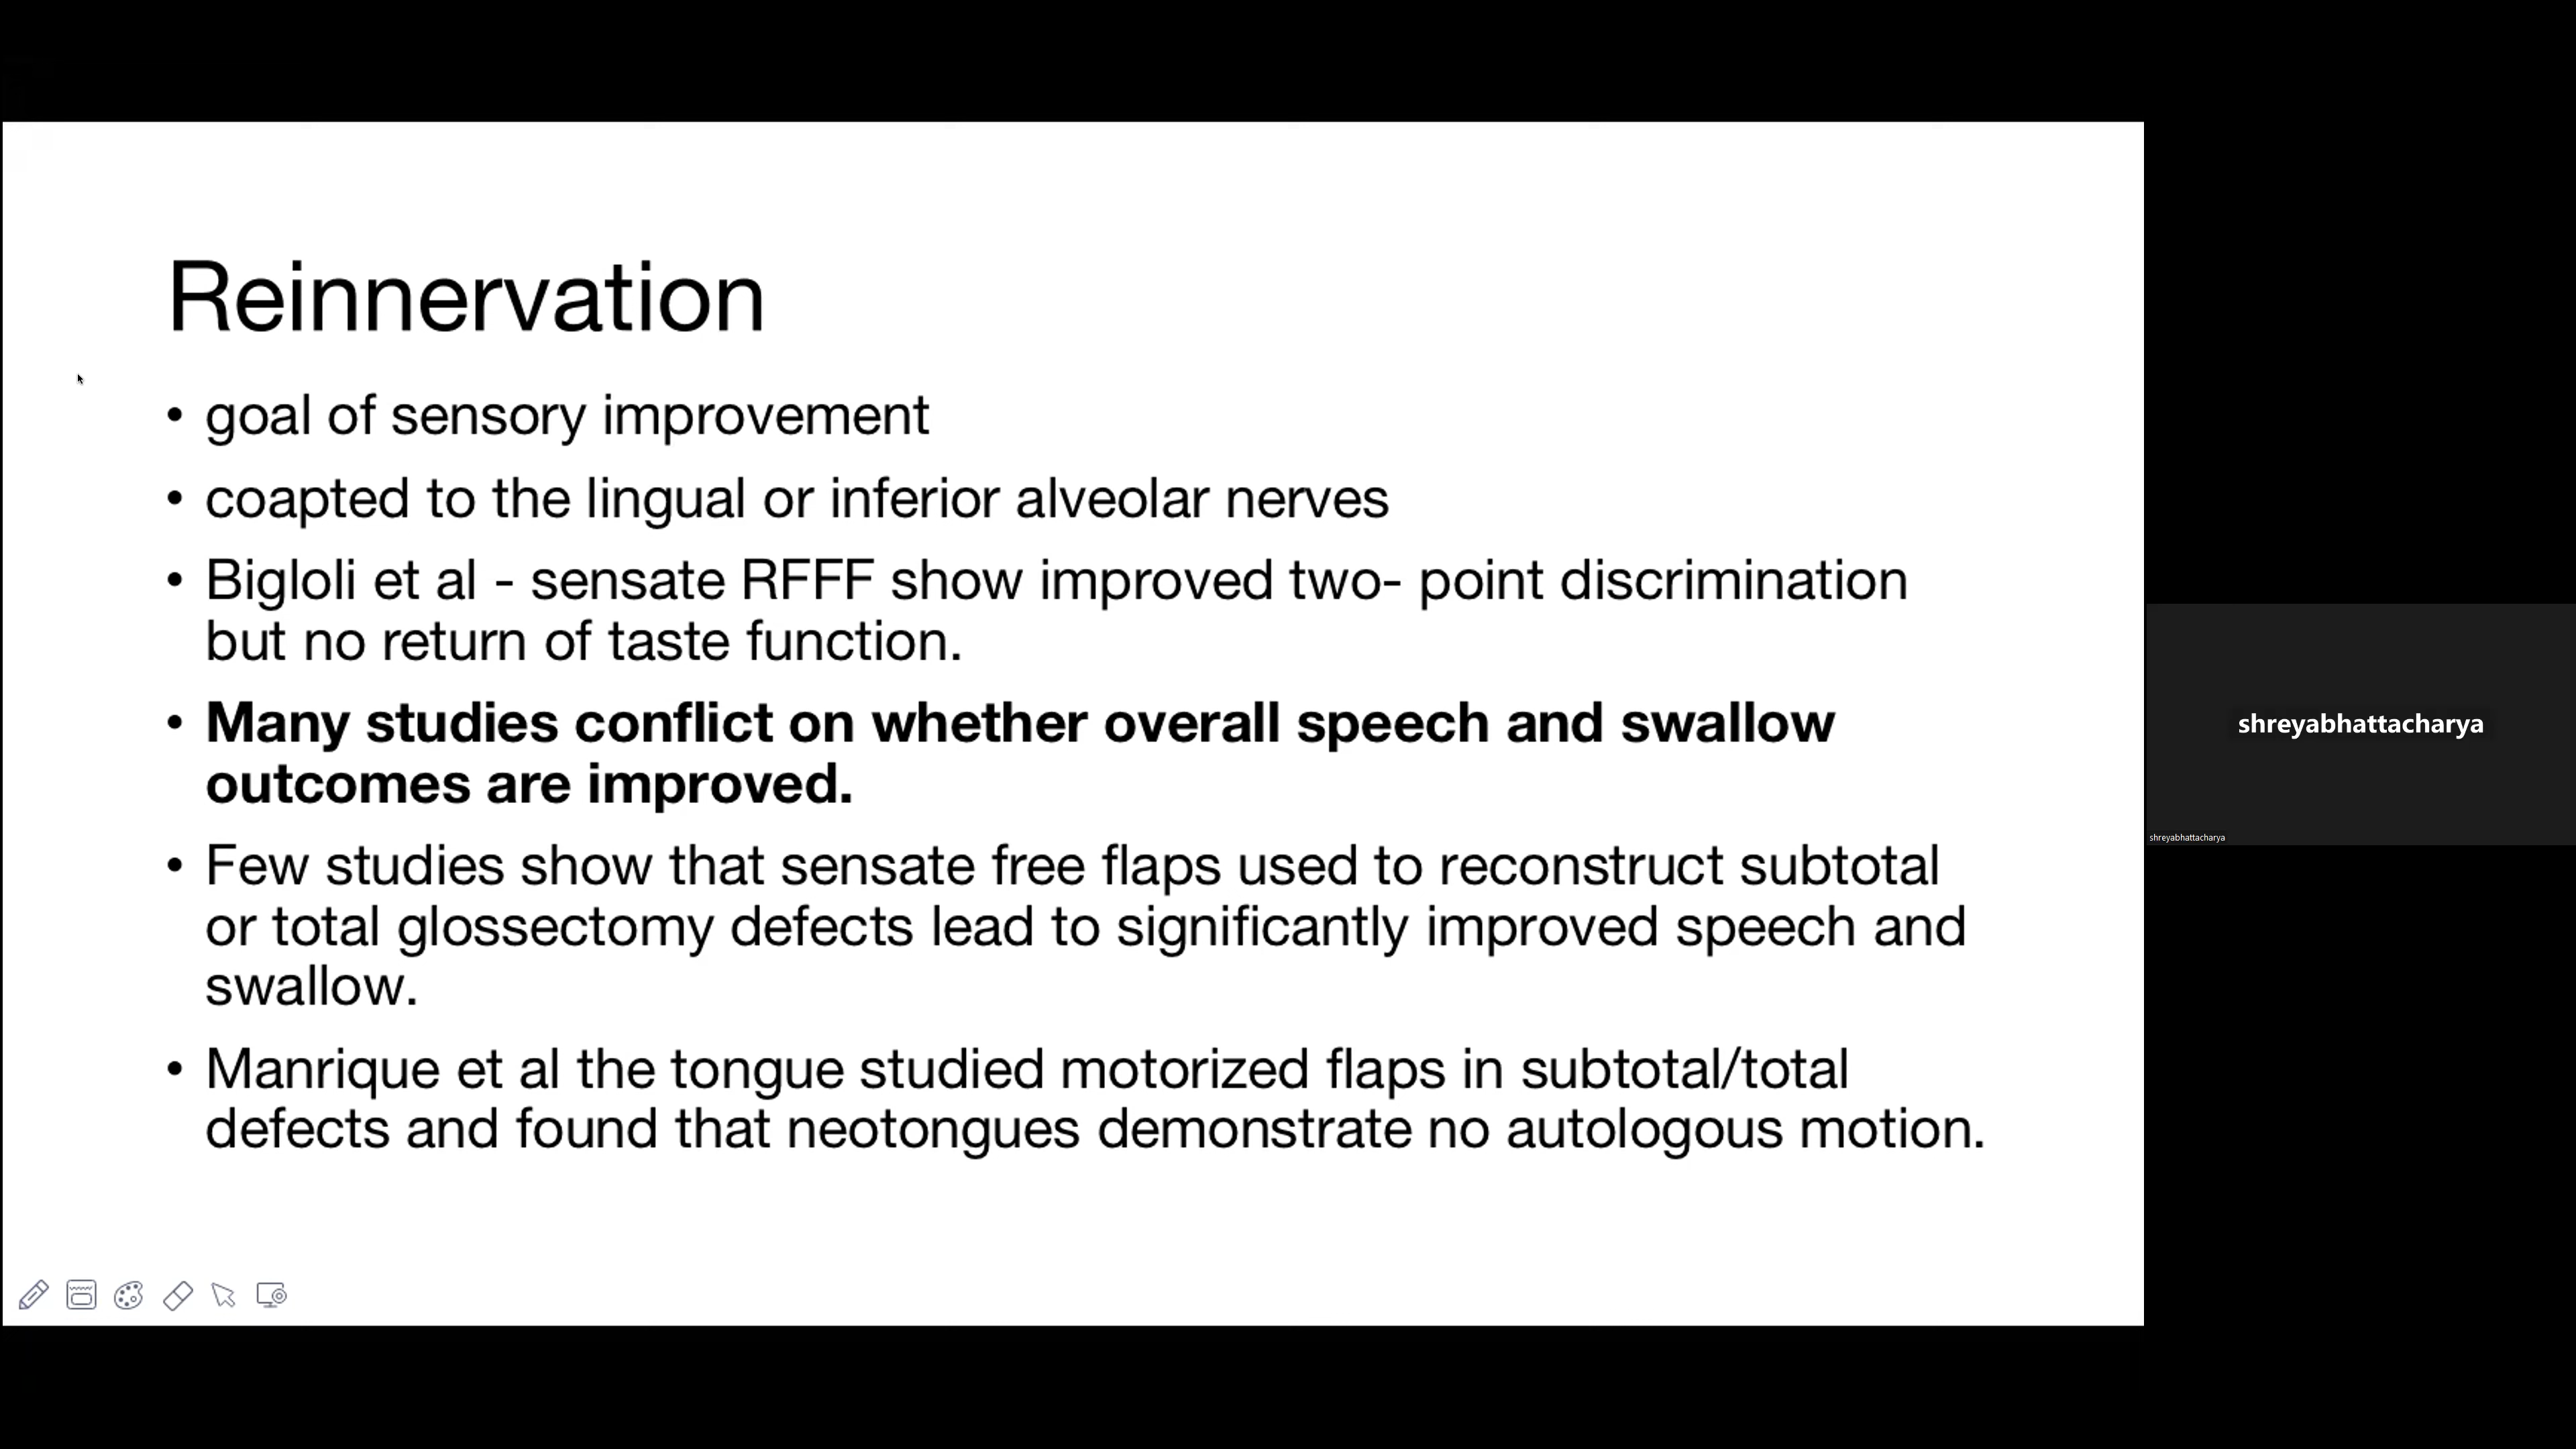 Reinnervation
• goal of sensory improvement
• coapted to the lingual or inferior alveolar nerves
• Bigloli et al - sensate RFFF show improved two- point discrimination
but no return of taste function.
• Many studies conflict on whether overall speech and swallow
outcomes are improved.
• Few studies show that sensate free flaps used to reconstruct subtotal
or total glossectomy defects lead to significantly improved speech and
swallow.
• Manrique et al the tongue studied motorized flaps in subtotal/total
defects and found that neotongues demonstrate no autologous motion.
shreyabhattacharya
shreyabhattacharya